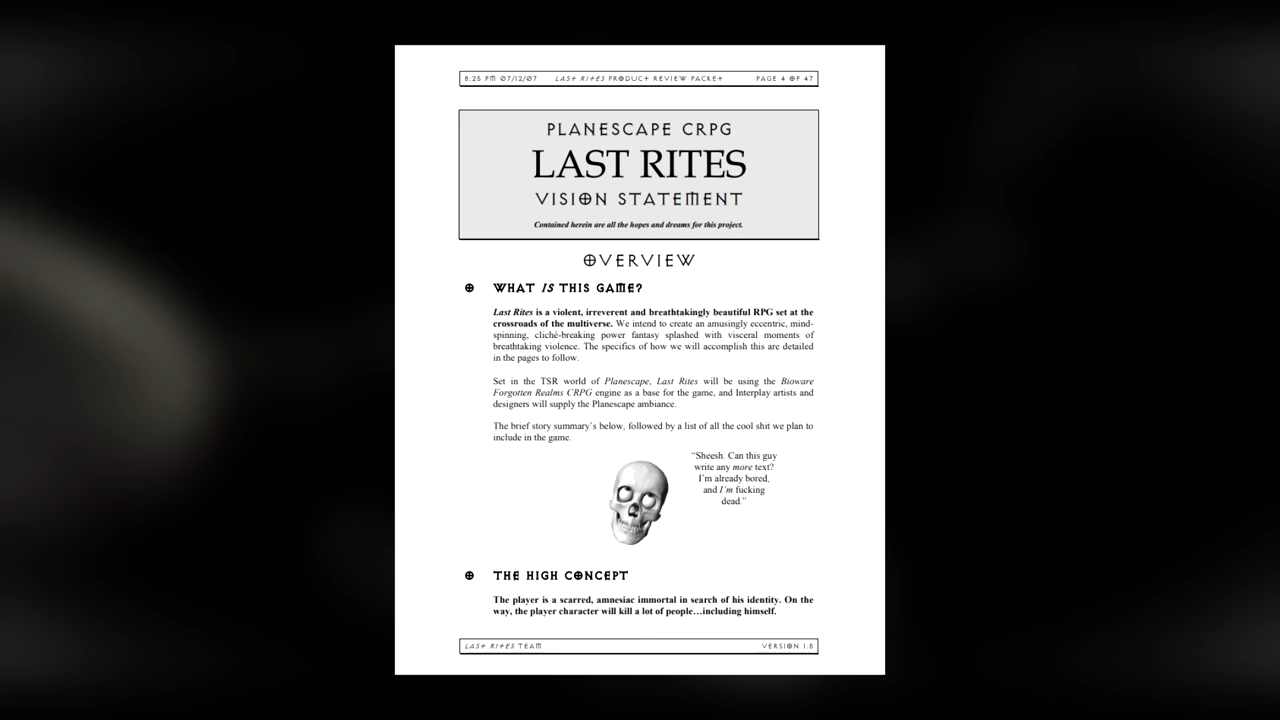 8:25 PM 07/12/07 LAST RITES PRODUCT REVIEW PACKET PAGE 4 OF 47
PLANESCAPE CRPG
LAST RITES
VISION STATEMENT
Contained herein are all the hopes and dreams for this project.
OVERVIEW
WHAT IS THIS GAME?
Last Rites is a violent, irreverent and breathtakingly beautiful RPG set at the
crossroads of the multiverse. We intend to create an amusingly eccentric, mind-
spinning, cliché-breaking power fantasy splashed with visceral moments of
breathtaking violence. The specifics of how we will accomplish this are detailed
in the pages to follow.
Set in the TSR world of Planescape, Last Rites will be using the Bioware
Forgotten Realms CRPG engine as a base for the game, and Interplay artists and
designers will supply the Planescape ambiance.
The brief story summary's below, followed by a list of all the cool shit we plan to
include in the game.
"Sheesh. Can this guy
write any more text?
I'm already bored,
and I'm fucking
dead."
THE HIGH CONCEPT
The player is a scarred, amnesiac immortal in search of his identity. On the
way, the player character will kill a lot of people…including himself.
LAST RITES TEAM VERSION 1.5